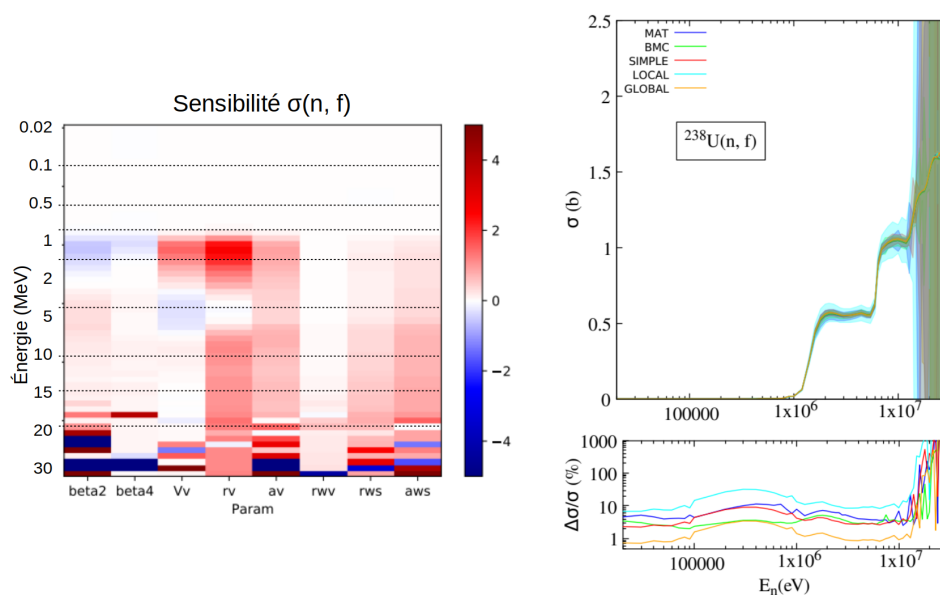 Sensibilité σ(n, f)
0.02
0.1
0.5
1
2
5
10
15
20
30
Énergie (MeV)
beta2 beta4 Vv rv av rwv rws aws
Param
4
2
0
−2
−4
2.5
2
1.5
1
0.5
0
σ (b)
MAT
BMC
SIMPLE
LOCAL
GLOBAL
238U(n, f)
100000 1x10^6 1x10^7
1000
100
10
1
Δσ/σ (%)
100000 1x10^6 1x10^7
E_n(eV)